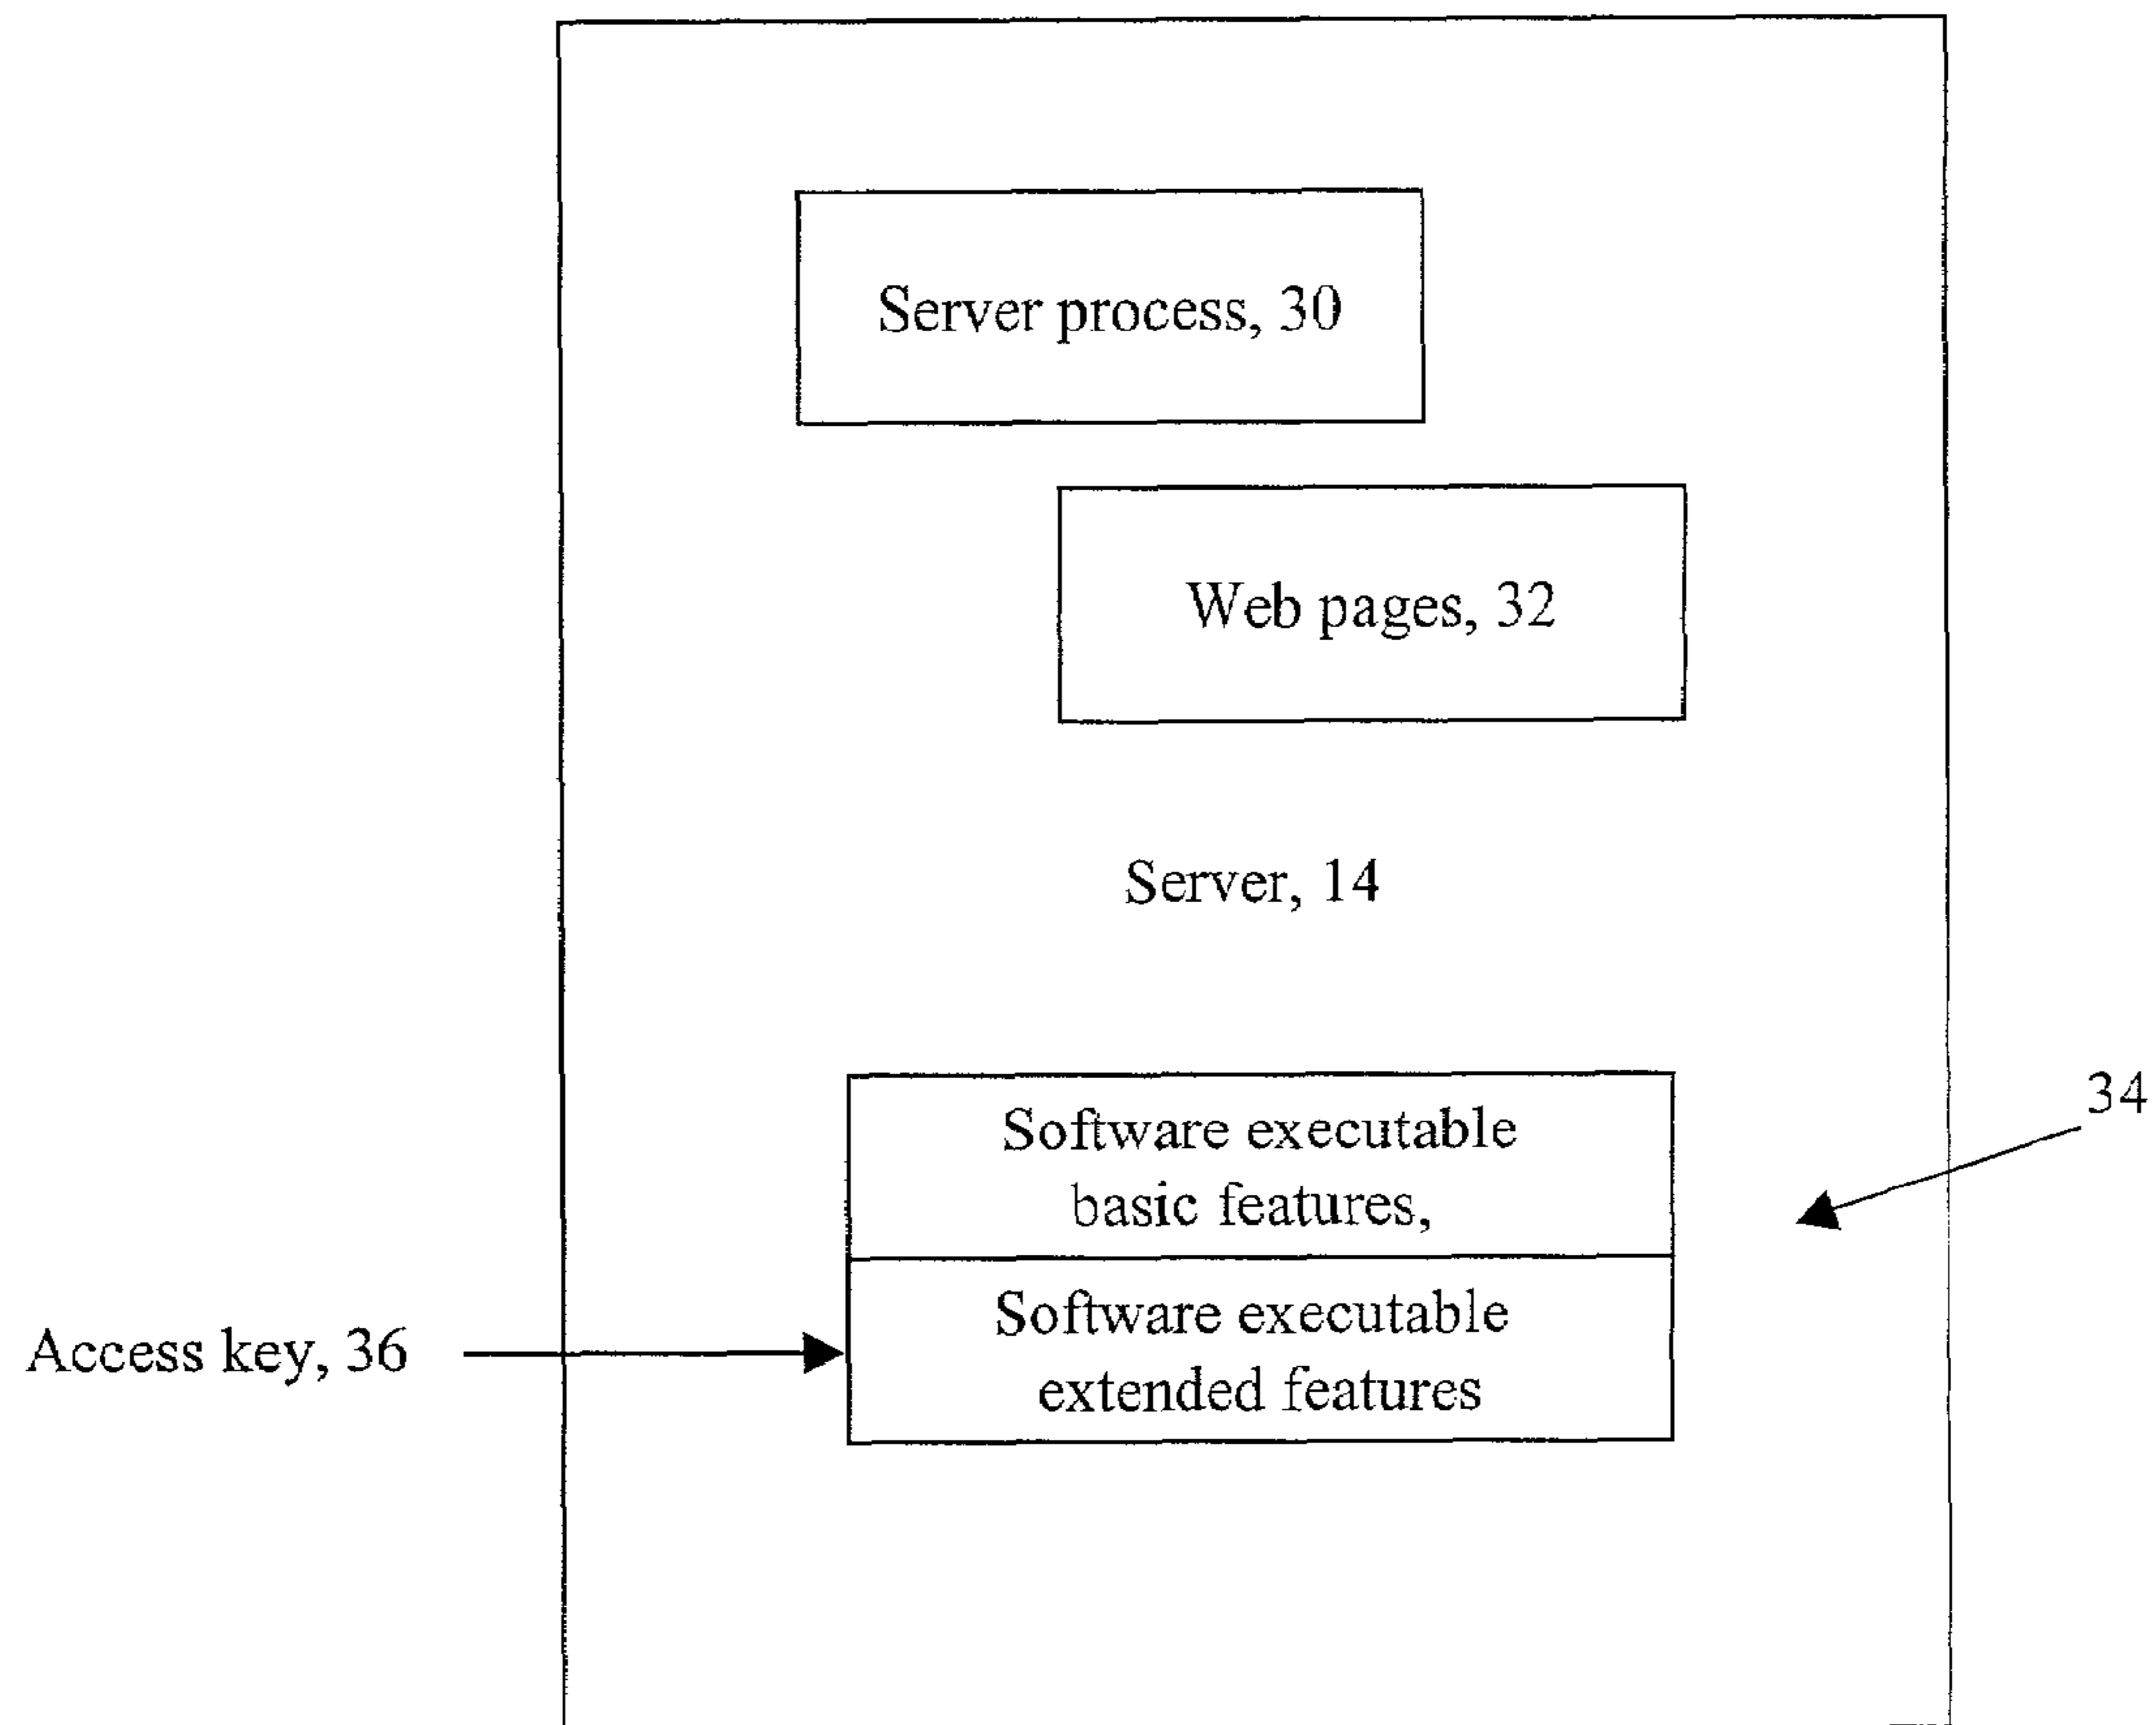 Server process, 30
Web pages, 32
Server, 14
34
Software executable
basic features,
Software executable
extended features
Access key, 36